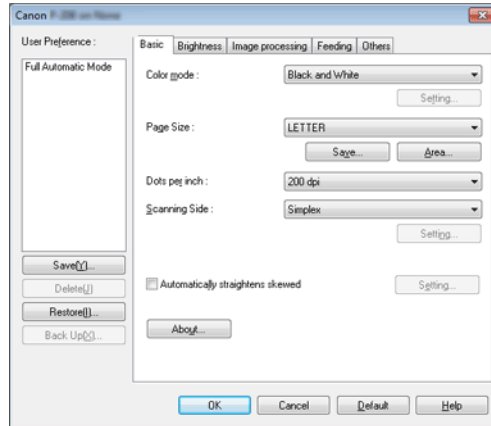 Canon
User Preference :
Full Automatic Mode
Save(Y)...
Delete(J)
Restore(I)...
Back Up(X)...
Basic Brightness Image processing Feeding Others
Color mode : Black and White
Setting...
Page Size : LETTER
Save... Area...
Dots per inch : 200 dpi
Scanning Side : Simplex
Setting...
Automatically straightens skewed Setting...
About...
OK Cancel Default Help